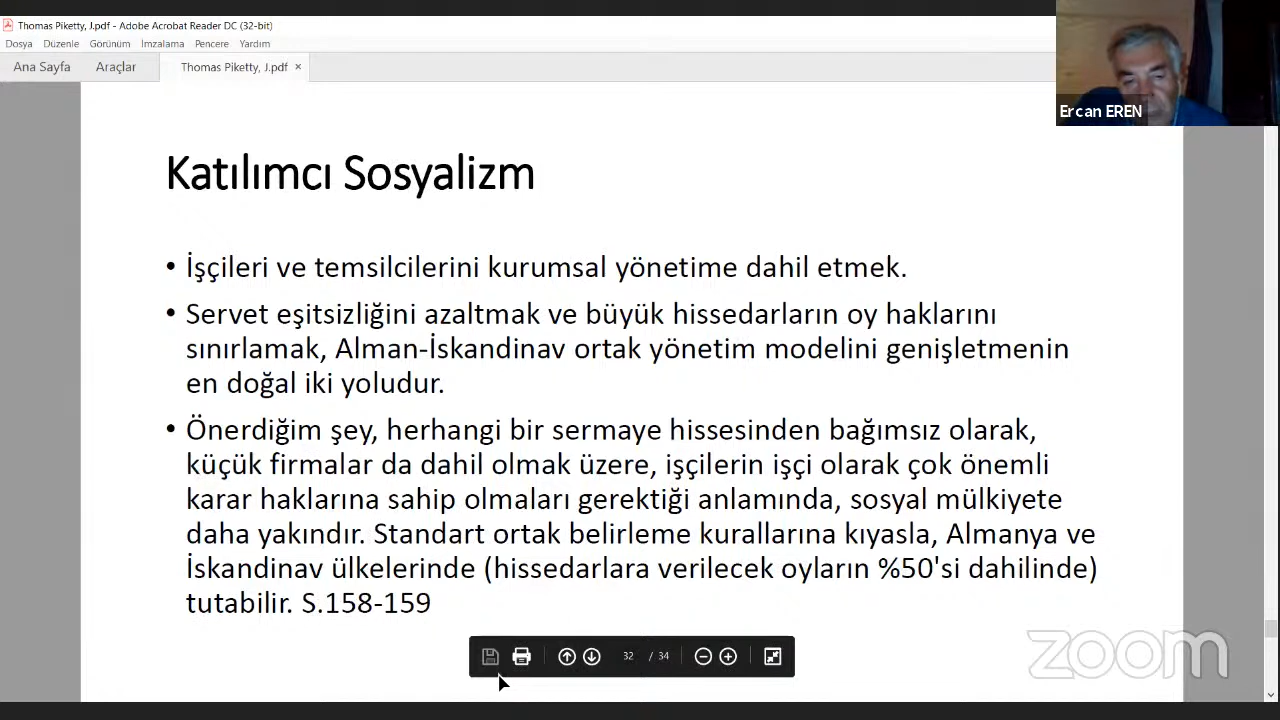 Thomas Piketty, J.pdf - Adobe Acrobat Reader DC (32-bit)
Dosya Düzenle Görünüm İmzalama Pencere Yardım
Ana Sayfa Araçlar Thomas Piketty, J.pdf ×
Ercan EREN
Katılımcı Sosyalizm
• İşçileri ve temsilcilerini kurumsal yönetime dahil etmek.
• Servet eşitsizliğini azaltmak ve büyük hissedarların oy haklarını
sınırlamak, Alman-İskandinav ortak yönetim modelini genişletmenin
en doğal iki yoludur.
• Önerdiğim şey, herhangi bir sermaye hissesinden bağımsız olarak,
küçük firmalar da dahil olmak üzere, işçilerin işçi olarak çok önemli
karar haklarına sahip olmaları gerektiği anlamında, sosyal mülkiyete
daha yakındır. Standart ortak belirleme kurallarına kıyasla, Almanya ve
İskandinav ülkelerinde (hissedarlara verilecek oyların %50'si dahilinde)
tutabilir. S.158-159
32 / 34
zoom